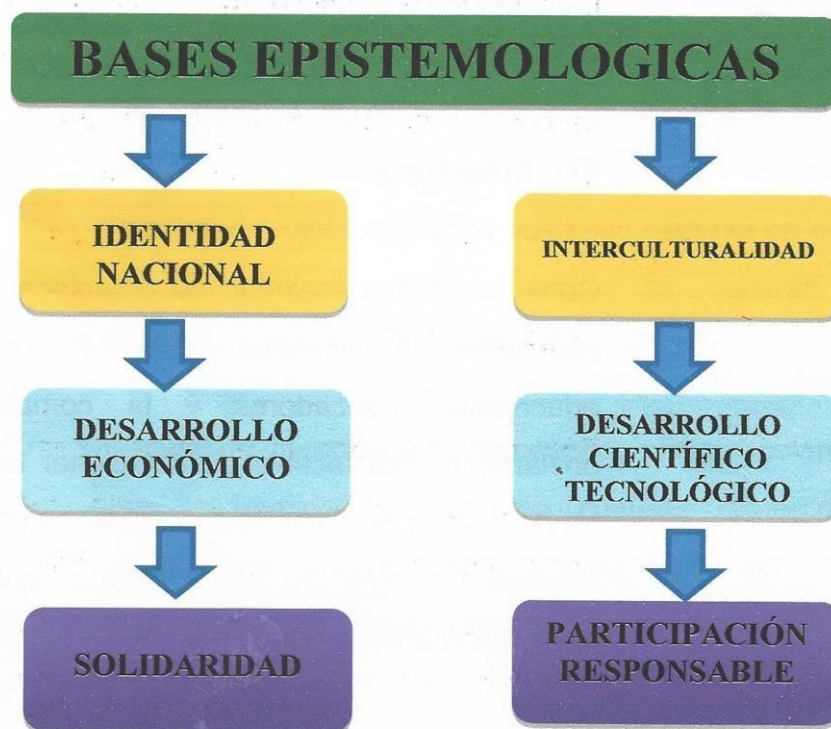 BASES EPISTEMOLOGICAS
IDENTIDAD
NACIONAL
INTERCULTURALIDAD
DESARROLLO
ECONÓMICO
DESARROLLO
CIENTÍFICO
TECNOLÓGICO
SOLIDARIDAD
PARTICIPACIÓN
RESPONSABLE